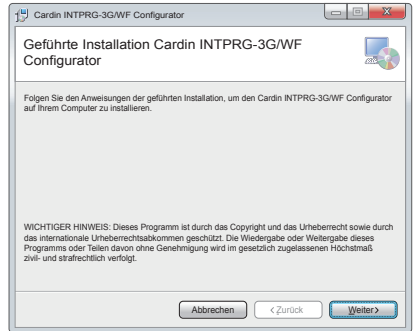 Cardin INTPRG-3G/WF Configurator
Geführte Installation Cardin INTPRG-3G/WF
Configurator
Folgen Sie den Anweisungen der geführten Installation, um den Cardin INTPRG-3G/WF Configurator
auf Ihrem Computer zu installieren.
WICHTIGER HINWEIS: Dieses Programm ist durch das Copyright und das Urheberrecht sowie durch
das internationale Urheberrechtsabkommen geschützt. Die Wiedergabe oder Weitergabe dieses
Programms oder Teilen davon ohne Genehmigung wird im gesetzlich zugelassenen Höchstmaß
zivil- und strafrechtlich verfolgt.
Abbrechen
<Zurück
Weiter>